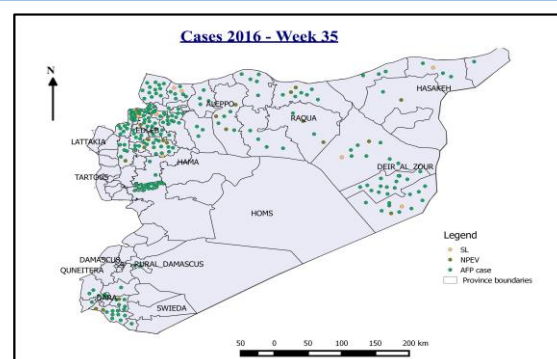 Cases 2016 - Week 35
N
HASAKEH
ALEPPO
RAQUA
LATTAKIA
HAMA
DEIR_AL_ZOUR
TARTOUS
HOMS
DAMASCUS
RURAL_DAMASCUS
QUNEITERA
DARA
SWIEDA
Legend
SL
NPEV
AFP case
Province boundaries
50 0 50 100 150 200 km